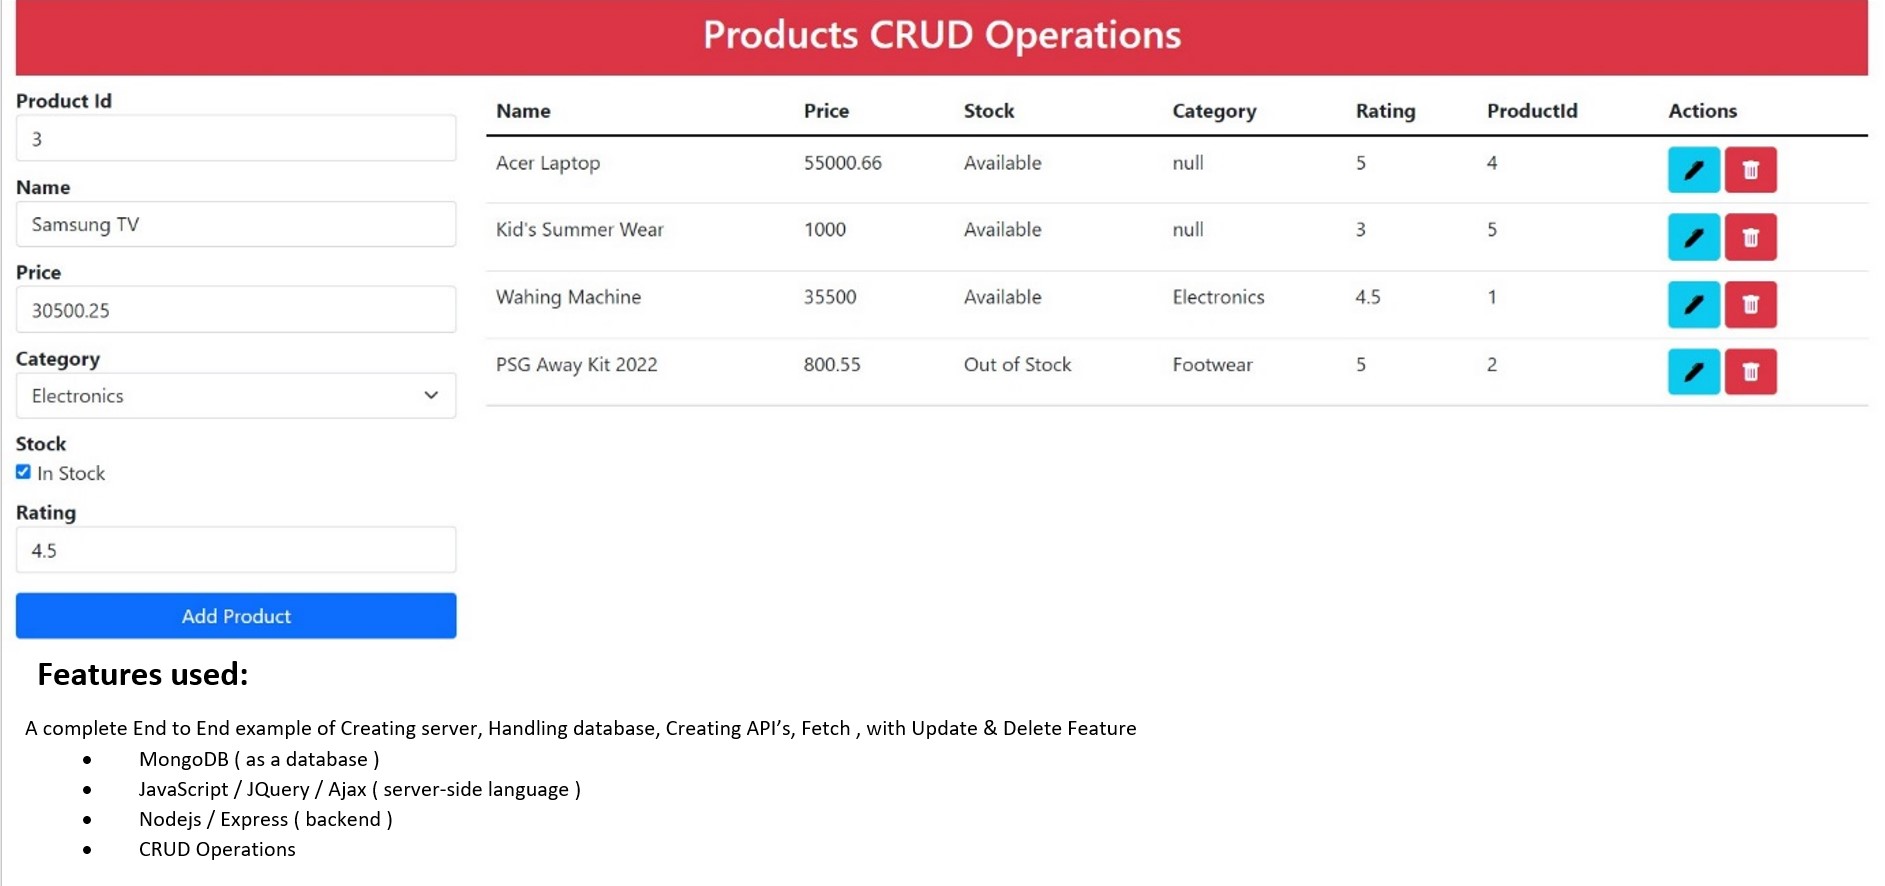 Products CRUD Operations
Product Id
3
Name
Samsung TV
Price
30500.25
Category
Electronics
Stock
In Stock
Rating
4.5
Add Product
Name Price Stock Category Rating ProductId Actions
Acer Laptop 55000.66 Available null 5 4
Kid's Summer Wear 1000 Available null 3 5
Wahing Machine 35500 Available Electronics 4.5 1
PSG Away Kit 2022 800.55 Out of Stock Footwear 5 2
Features used:
A complete End to End example of Creating server, Handling database, Creating API’s, Fetch , with Update & Delete Feature
• MongoDB ( as a database )
• JavaScript / JQuery / Ajax ( server-side language )
• Nodejs / Express ( backend )
• CRUD Operations